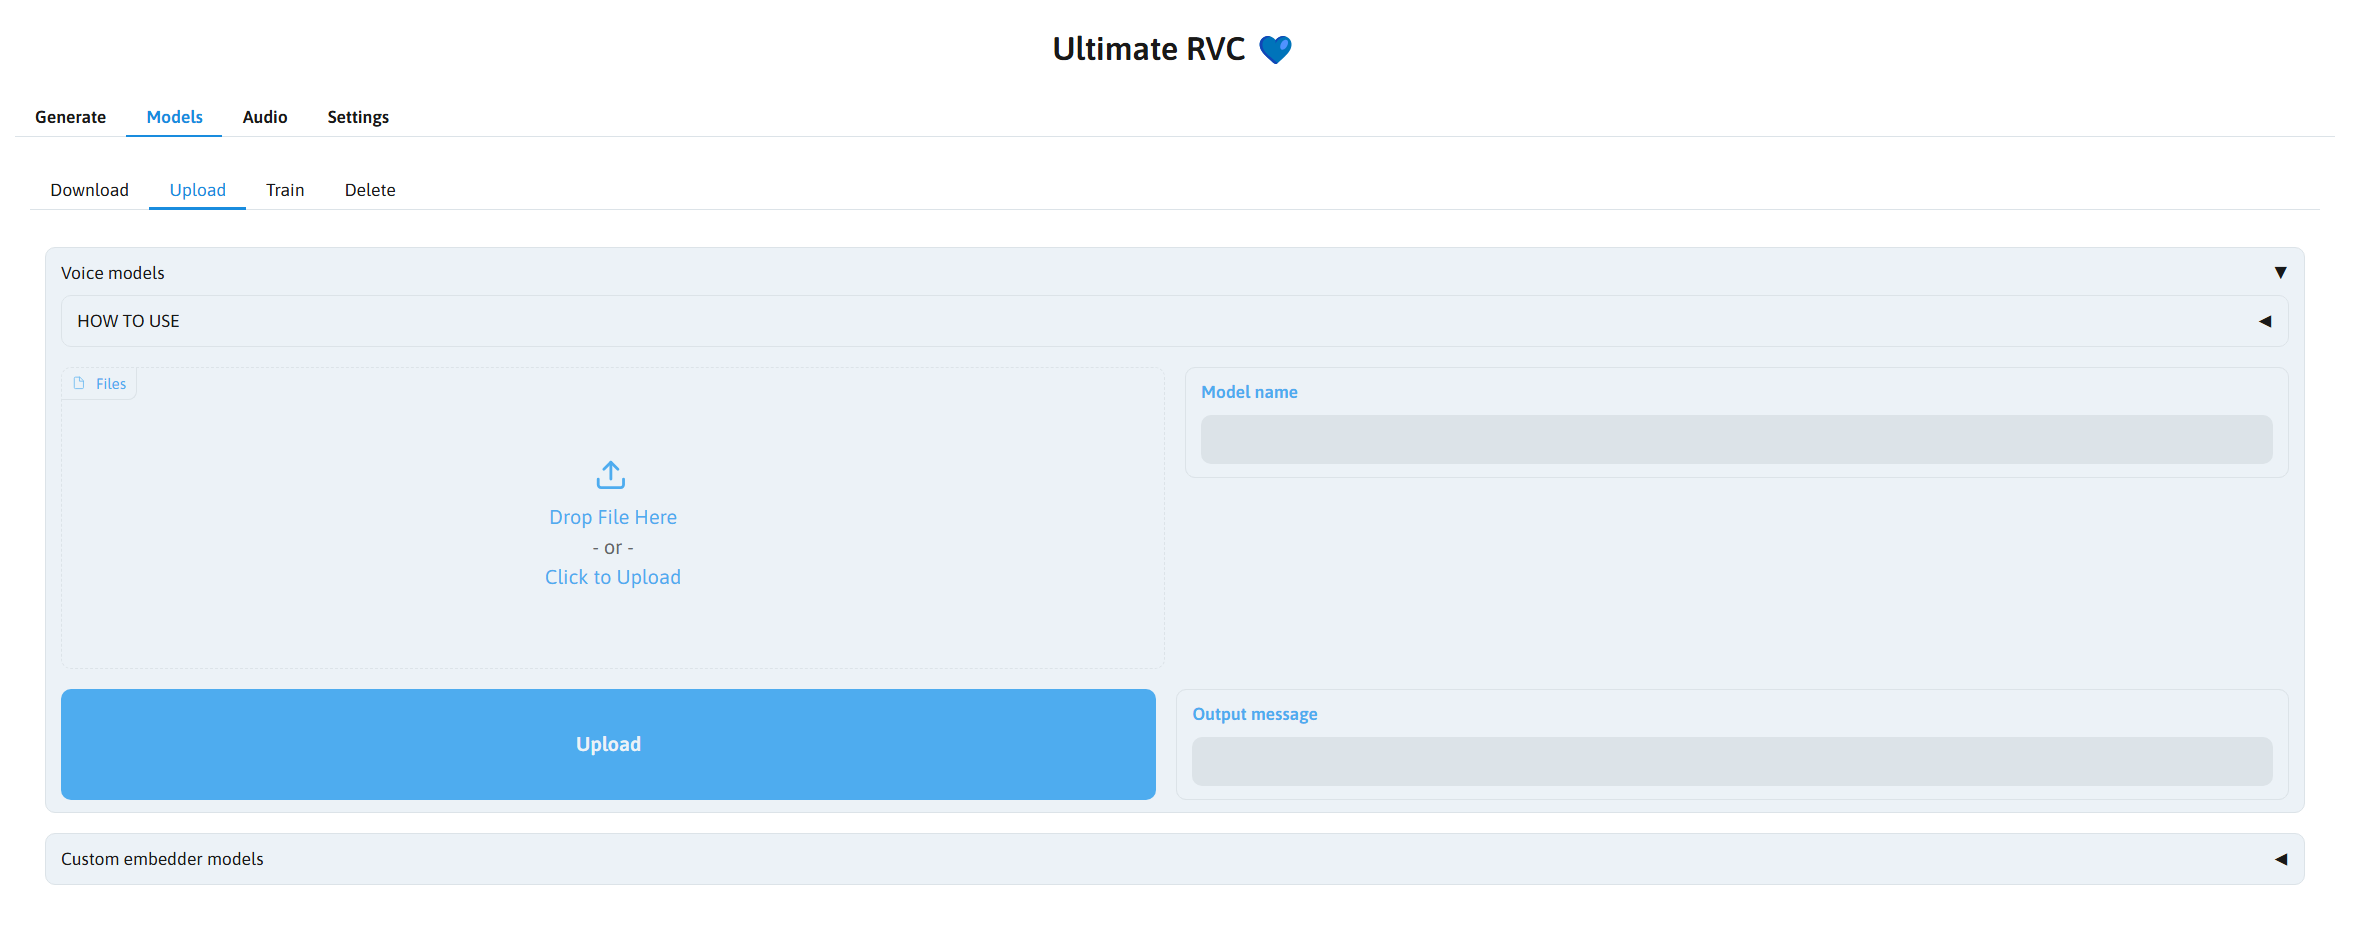 Ultimate RVC 💙
Generate Models Audio Settings
Download Upload Train Delete
Voice models
HOW TO USE
Files
Drop File Here
- or -
Click to Upload
Model name
Upload
Output message
Custom embedder models